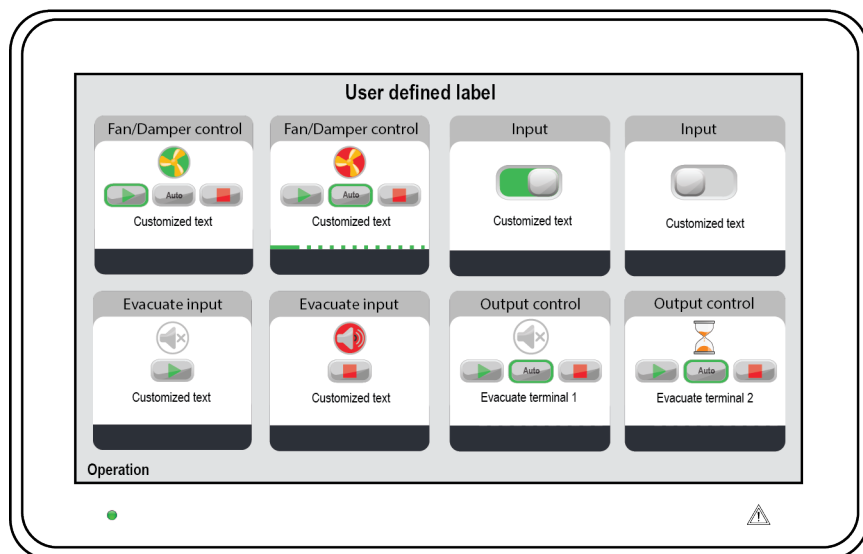 User defined label
Fan/Damper control
Fan/Damper control
Input
Input
Auto
Auto
Customized text
Customized text
Customized text
Customized text
Evacuate input
Evacuate input
Output control
Output control
Auto
Auto
Customized text
Customized text
Evacuate terminal 1
Evacuate terminal 2
Operation